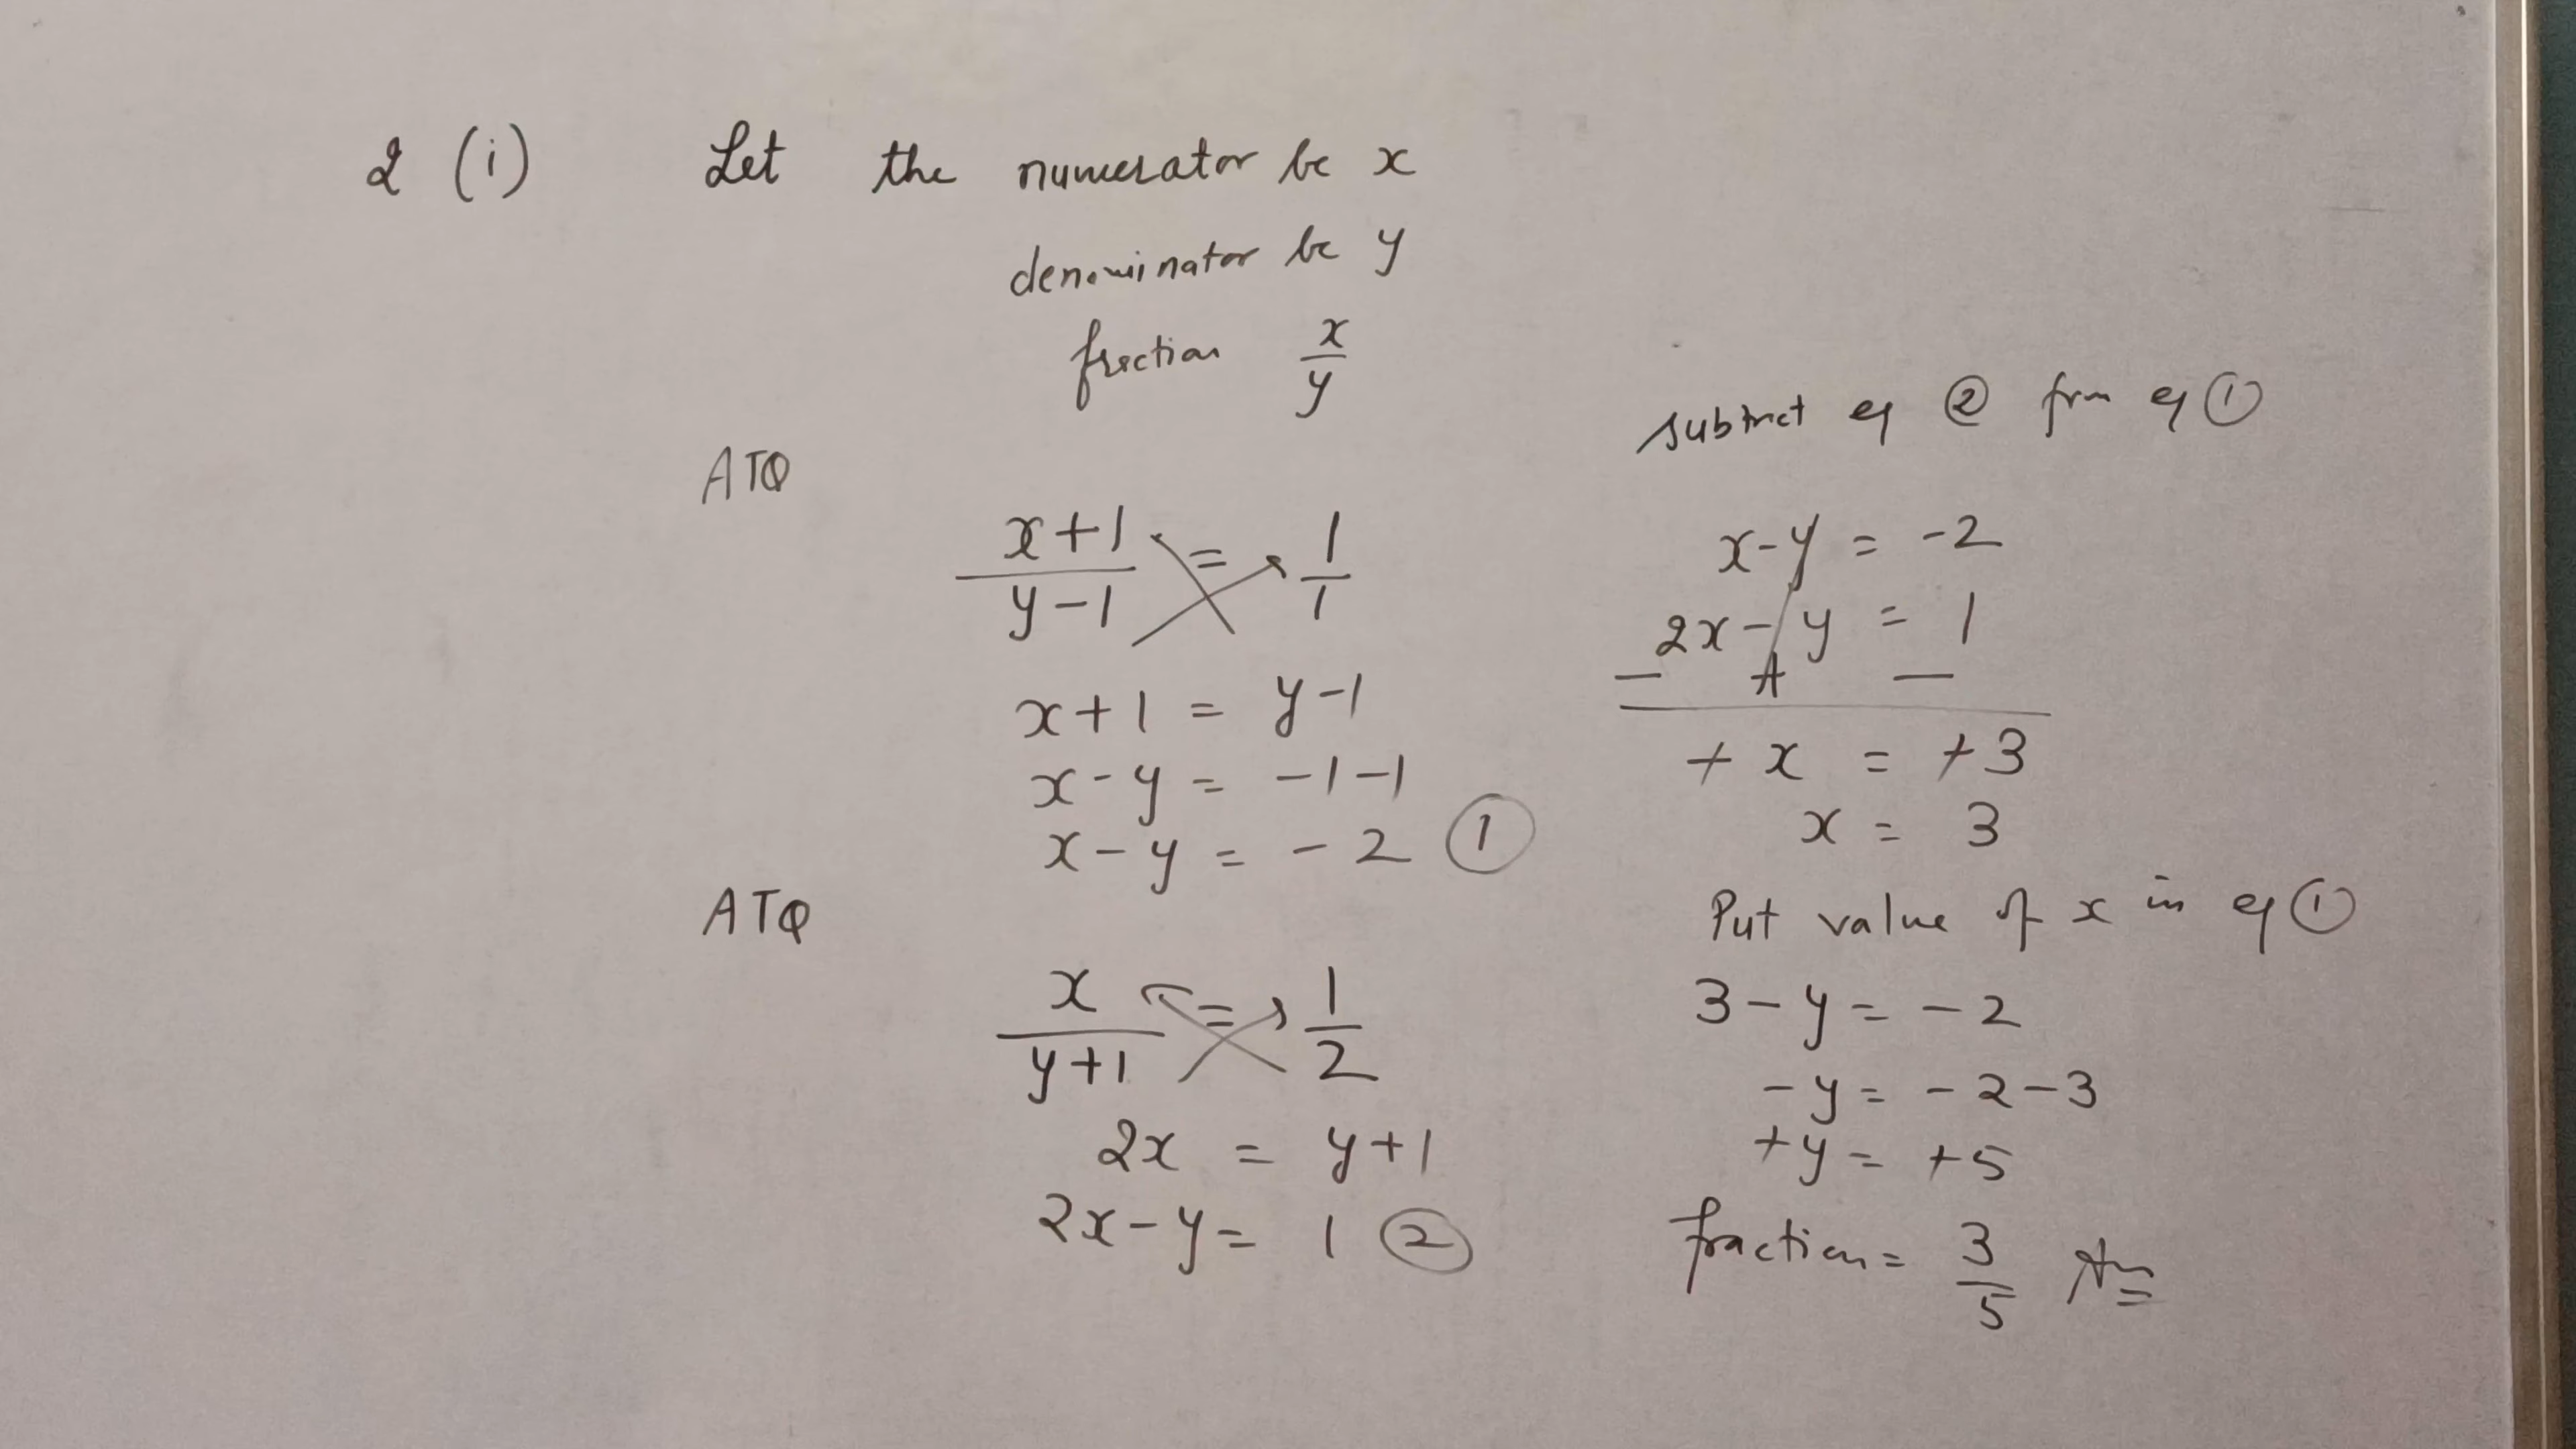 2 (i) Let the numerator be x
denominator be y
fraction x/y
ATQ
x+1/y-1 = 1/1
x+1 = y-1
x-y = -1-1
x-y = -2 ①
ATQ
x/y+1 = 1/2
2x = y+1
2x-y = 1 ②
subtract eq ② from eq ①
x-y = -2
2x-y = 1
- + -
+ x = +3
x = 3
Put value of x in eq ①
3-y = -2
-y = -2-3
+y = +5
fraction = 3/5 Ans